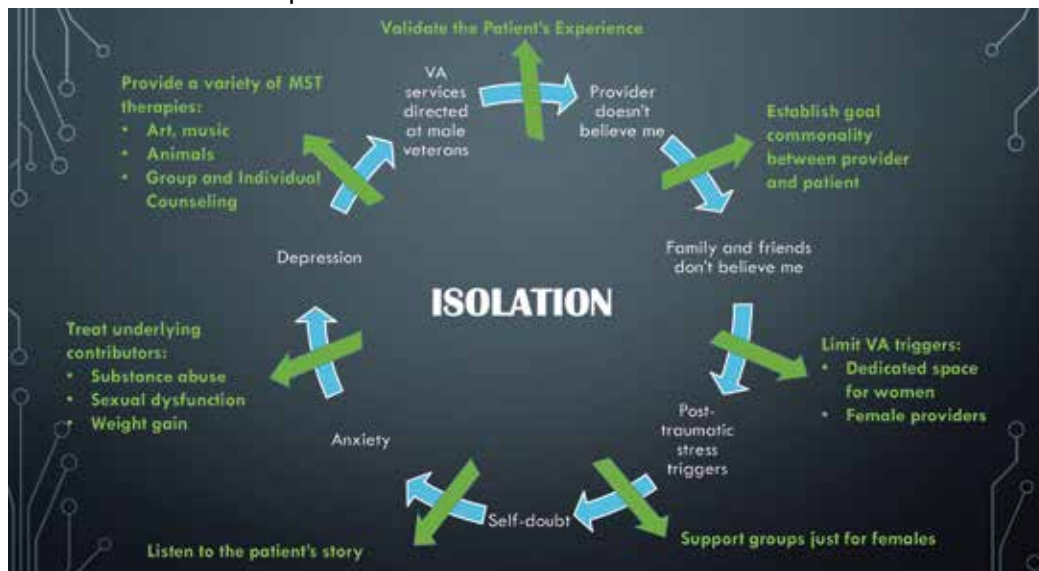 Validate the Patient's Experience
VA
services
directed
at male
veterans
Provider
doesn't
believe me
Establish goal
commonality
between provider
and patient
Family and friends
don't believe me
Limit VA triggers:
• Dedicated space
for women
• Female providers
Post-
traumatic
stress
triggers
Support groups just for females
Self-doubt
Listen to the patient's story
Anxiety
Treat underlying
contributors:
• Substance abuse
• Sexual dysfunction
• Weight gain
Depression
Provide a variety of MST
therapies:
• Art, music
• Animals
• Group and Individual
Counseling
ISOLATION